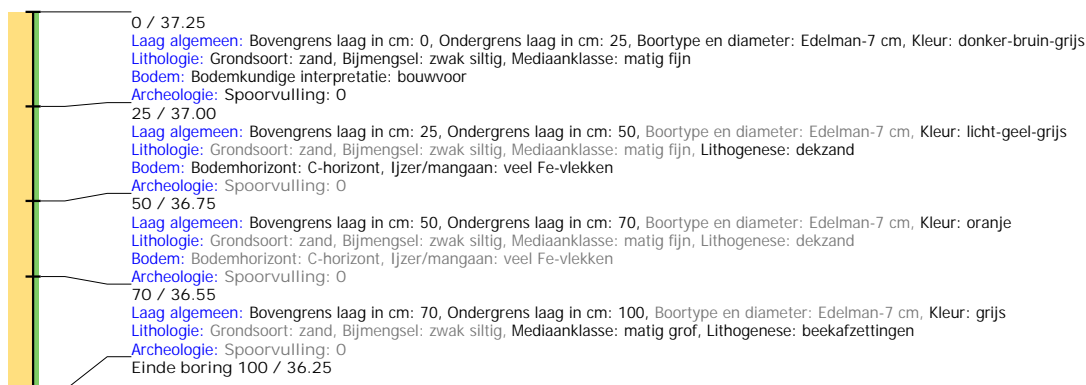 0 / 37.25
Laag algemeen: Bovengrens laag in cm: 0, Ondergrens laag in cm: 25, Boortype en diameter: Edelman-7 cm, Kleur: donker-bruin-grijs
Lithologie: Grondsoort: zand, Bijmengsel: zwak siltig, Mediaanklasse: matig fijn
Bodem: Bodemkundige interpretatie: bouwvoor
Archeologie: Spoorvulling: 0
25 / 37.00
Laag algemeen: Bovengrens laag in cm: 25, Ondergrens laag in cm: 50, Boortype en diameter: Edelman-7 cm, Kleur: licht-geel-grijs
Lithologie: Grondsoort: zand, Bijmengsel: zwak siltig, Mediaanklasse: matig fijn, Lithogenese: dekzand
Bodem: Bodemhorizont: C-horizont, Ijzer/mangaan: veel Fe-vlekken
Archeologie: Spoorvulling: 0
50 / 36.75
Laag algemeen: Bovengrens laag in cm: 50, Ondergrens laag in cm: 70, Boortype en diameter: Edelman-7 cm, Kleur: oranje
Lithologie: Grondsoort: zand, Bijmengsel: zwak siltig, Mediaanklasse: matig fijn, Lithogenese: dekzand
Bodem: Bodemhorizont: C-horizont, Ijzer/mangaan: veel Fe-vlekken
Archeologie: Spoorvulling: 0
70 / 36.55
Laag algemeen: Bovengrens laag in cm: 70, Ondergrens laag in cm: 100, Boortype en diameter: Edelman-7 cm, Kleur: grijs
Lithologie: Grondsoort: zand, Bijmengsel: zwak siltig, Mediaanklasse: matig grof, Lithogenese: beekafzettingen
Archeologie: Spoorvulling: 0
Einde boring 100 / 36.25